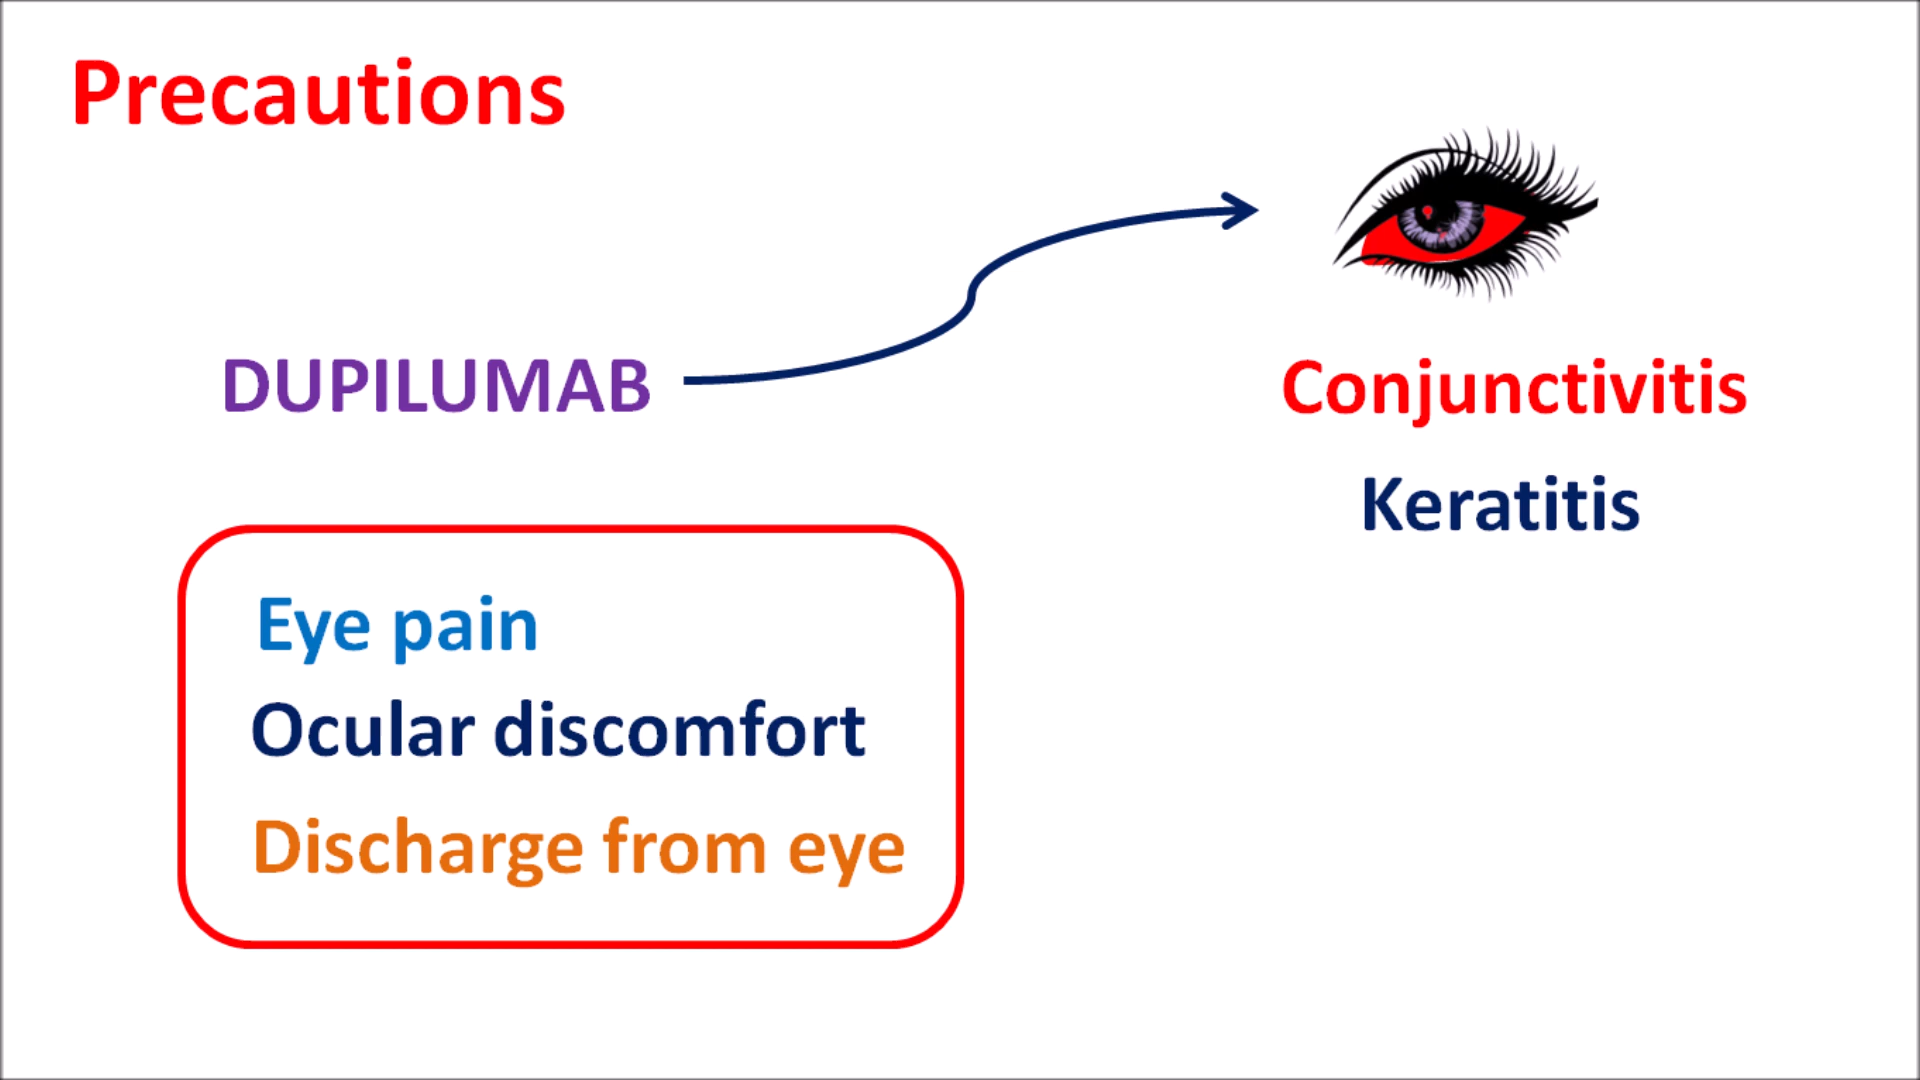 Precautions
DUPILUMAB
Conjunctivitis
Keratitis
Eye pain
Ocular discomfort
Discharge from eye